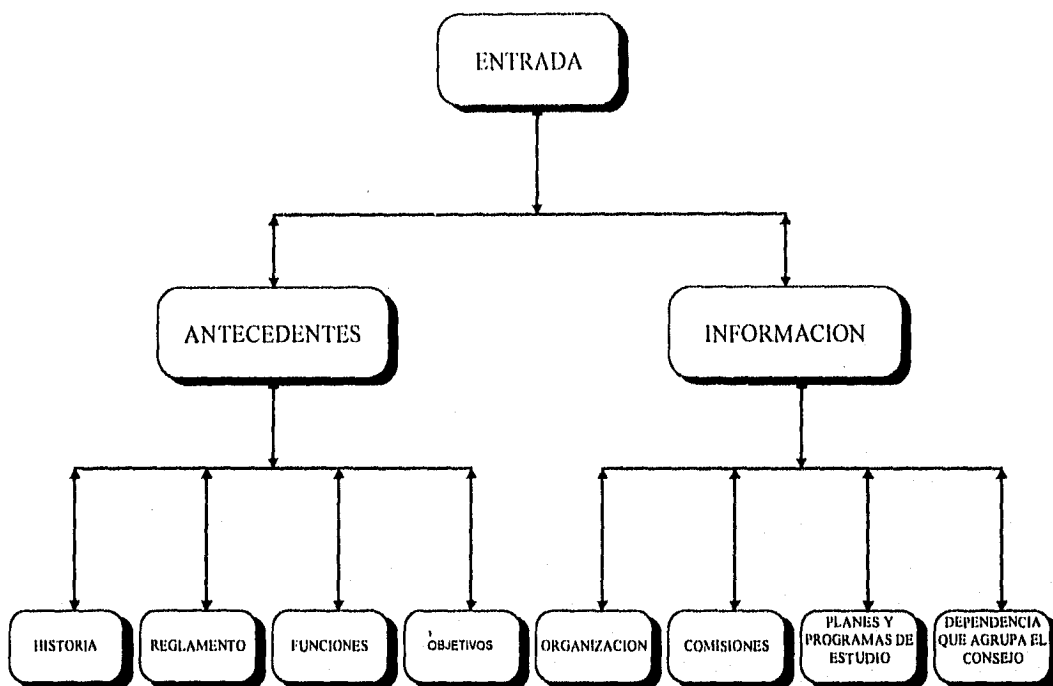 ENTRADA
ANTECEDENTES
INFORMACION
HISTORIA
REGLAMENTO
FUNCIONES
OBJETIVOS
ORGANIZACION
COMISIONES
PLANES Y
PROGRAMAS DE
ESTUDIO
DEPENDENCIA
QUE AGRUPA EL
CONSEJO